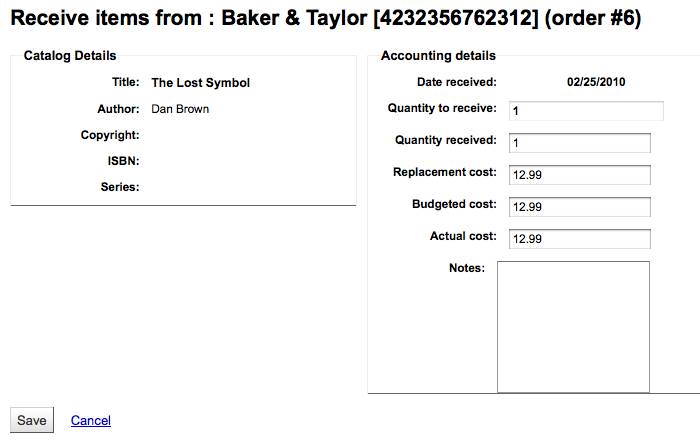 Receive items from : Baker & Taylor [4232356762312] (order #6)
Catalog Details
Title: The Lost Symbol
Author: Dan Brown
Copyright:
ISBN:
Series:
Accounting details
Date received: 02/25/2010
Quantity to receive: 1
Quantity received: 1
Replacement cost: 12.99
Budgeted cost: 12.99
Actual cost: 12.99
Notes:
Save Cancel